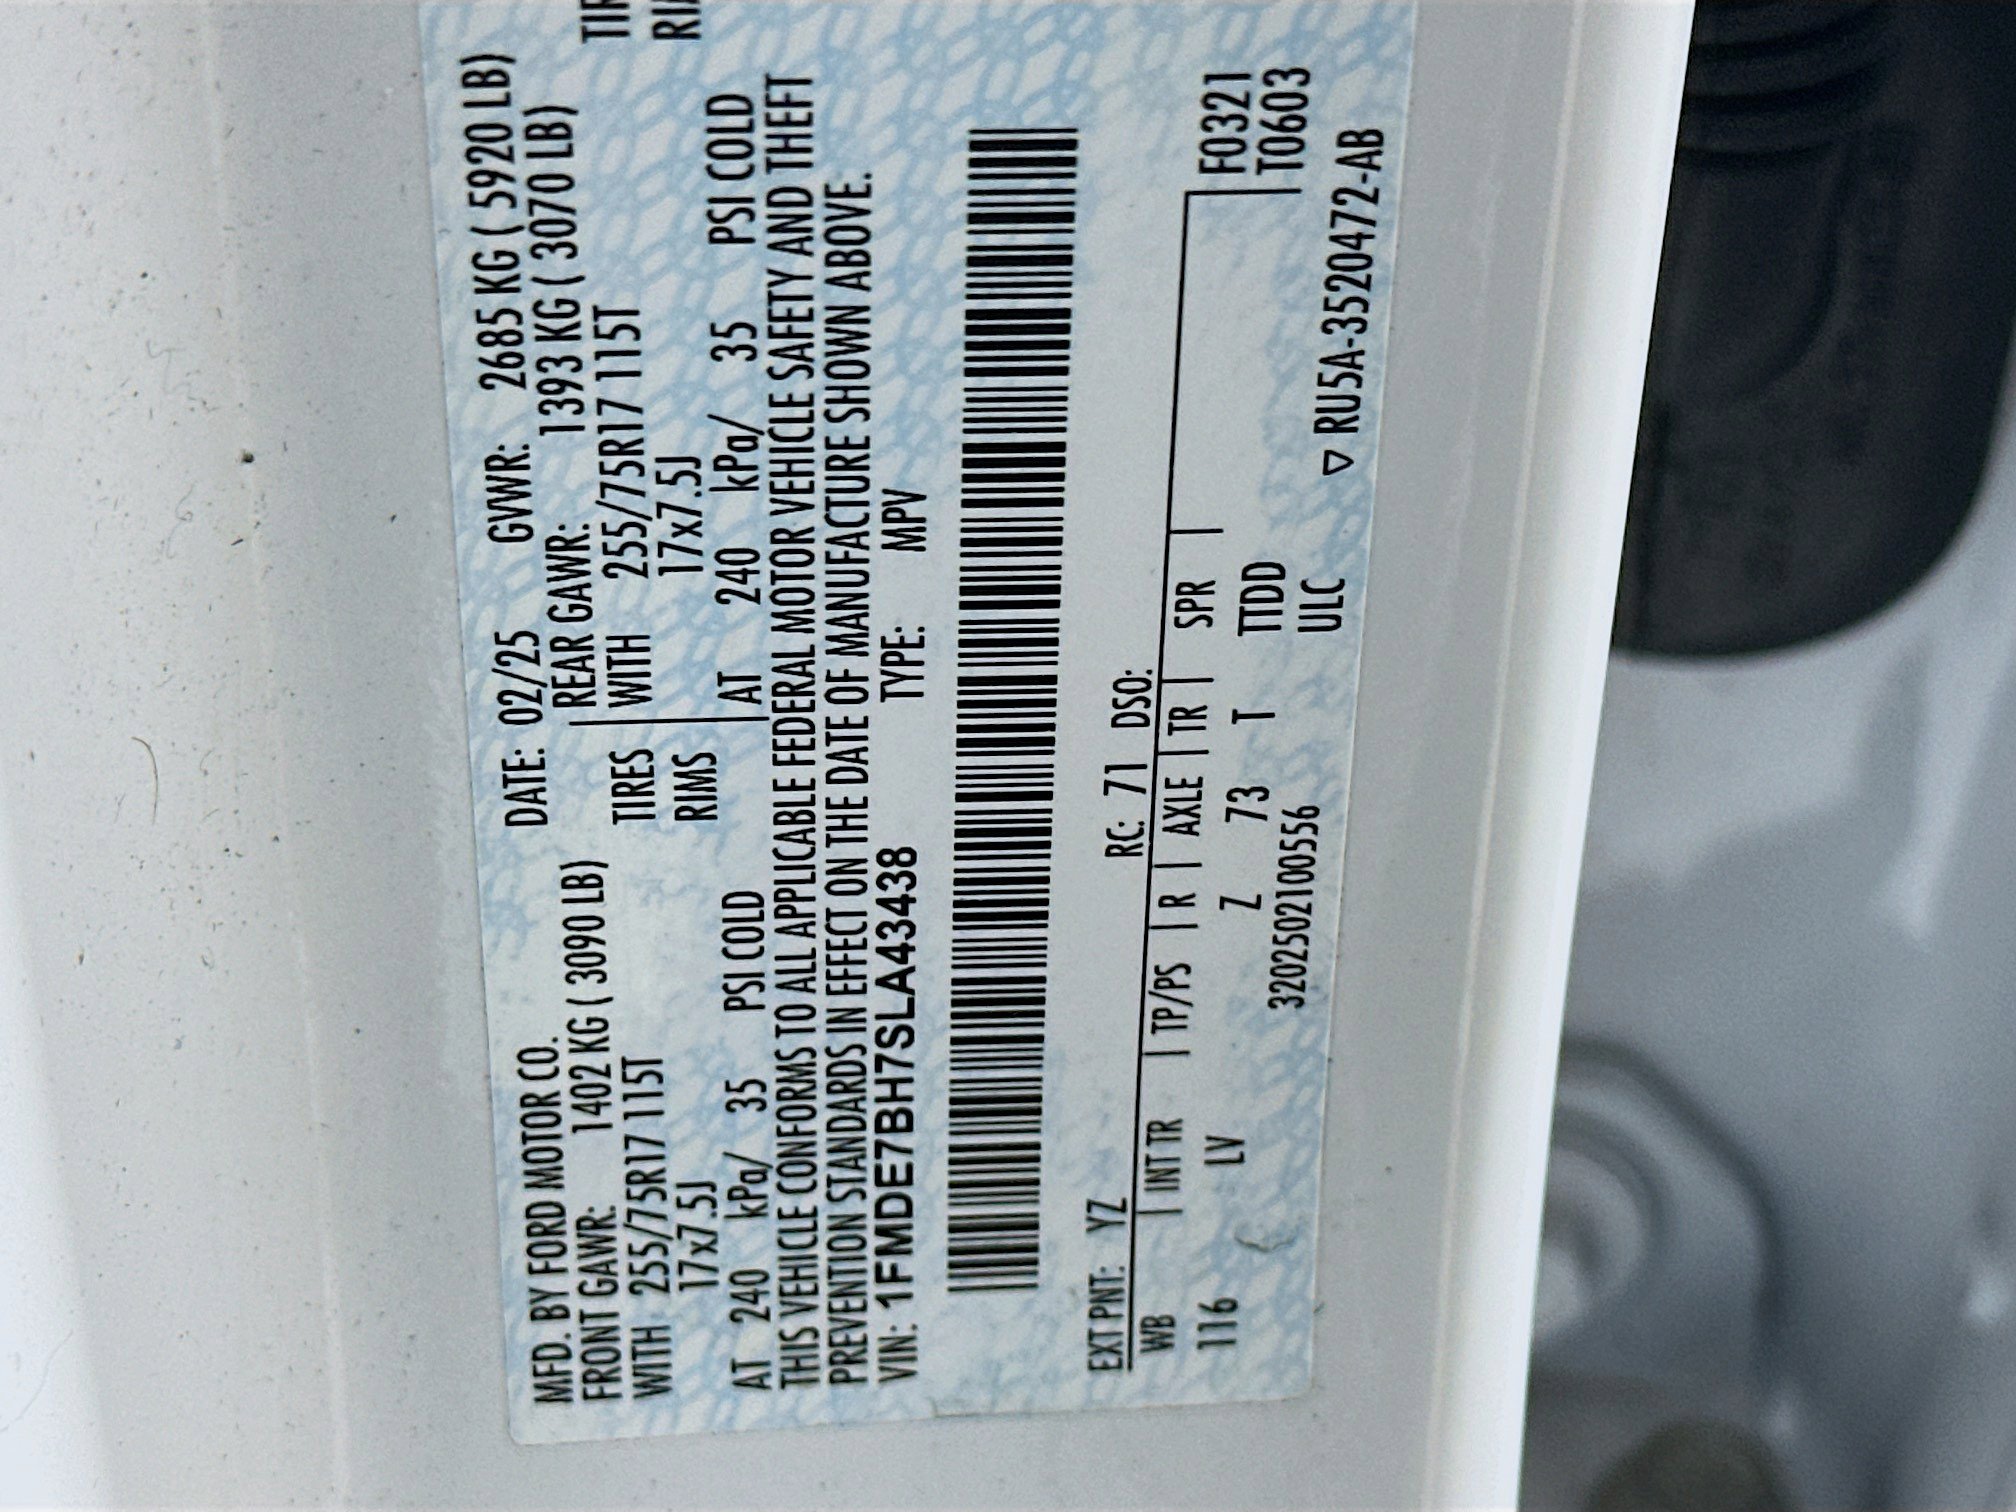 MFD. BY FORD MOTOR CO. DATE: 02/25 GVWR: 2685 KG ( 5920 LB)
FRONT GAWR: 1402 KG ( 3090 LB) REAR GAWR: 1393 KG ( 3070 LB)
WITH 255/75R17 115T TIRES WITH 255/75R17 115T TIR
17x7.5J RIMS 17x7.5J RI
AT 240 kPa/ 35 PSI COLD AT 240 kPa/ 35 PSI COLD
THIS VEHICLE CONFORMS TO ALL APPLICABLE FEDERAL MOTOR VEHICLE SAFETY AND THEFT
PREVENTION STANDARDS IN EFFECT ON THE DATE OF MANUFACTURE SHOWN ABOVE.
VIN: 1FMDE7BH7SLA43438 TYPE: MPV
EXT PNT: YZ RC: 71 DSO:
WB | INT TR | TP/PS | R | AXLE | TR | SPR | F0321
116 LV Z 73 T TTDD T0603
3202502100556 ULC
▽ RU5A-3520472-AB